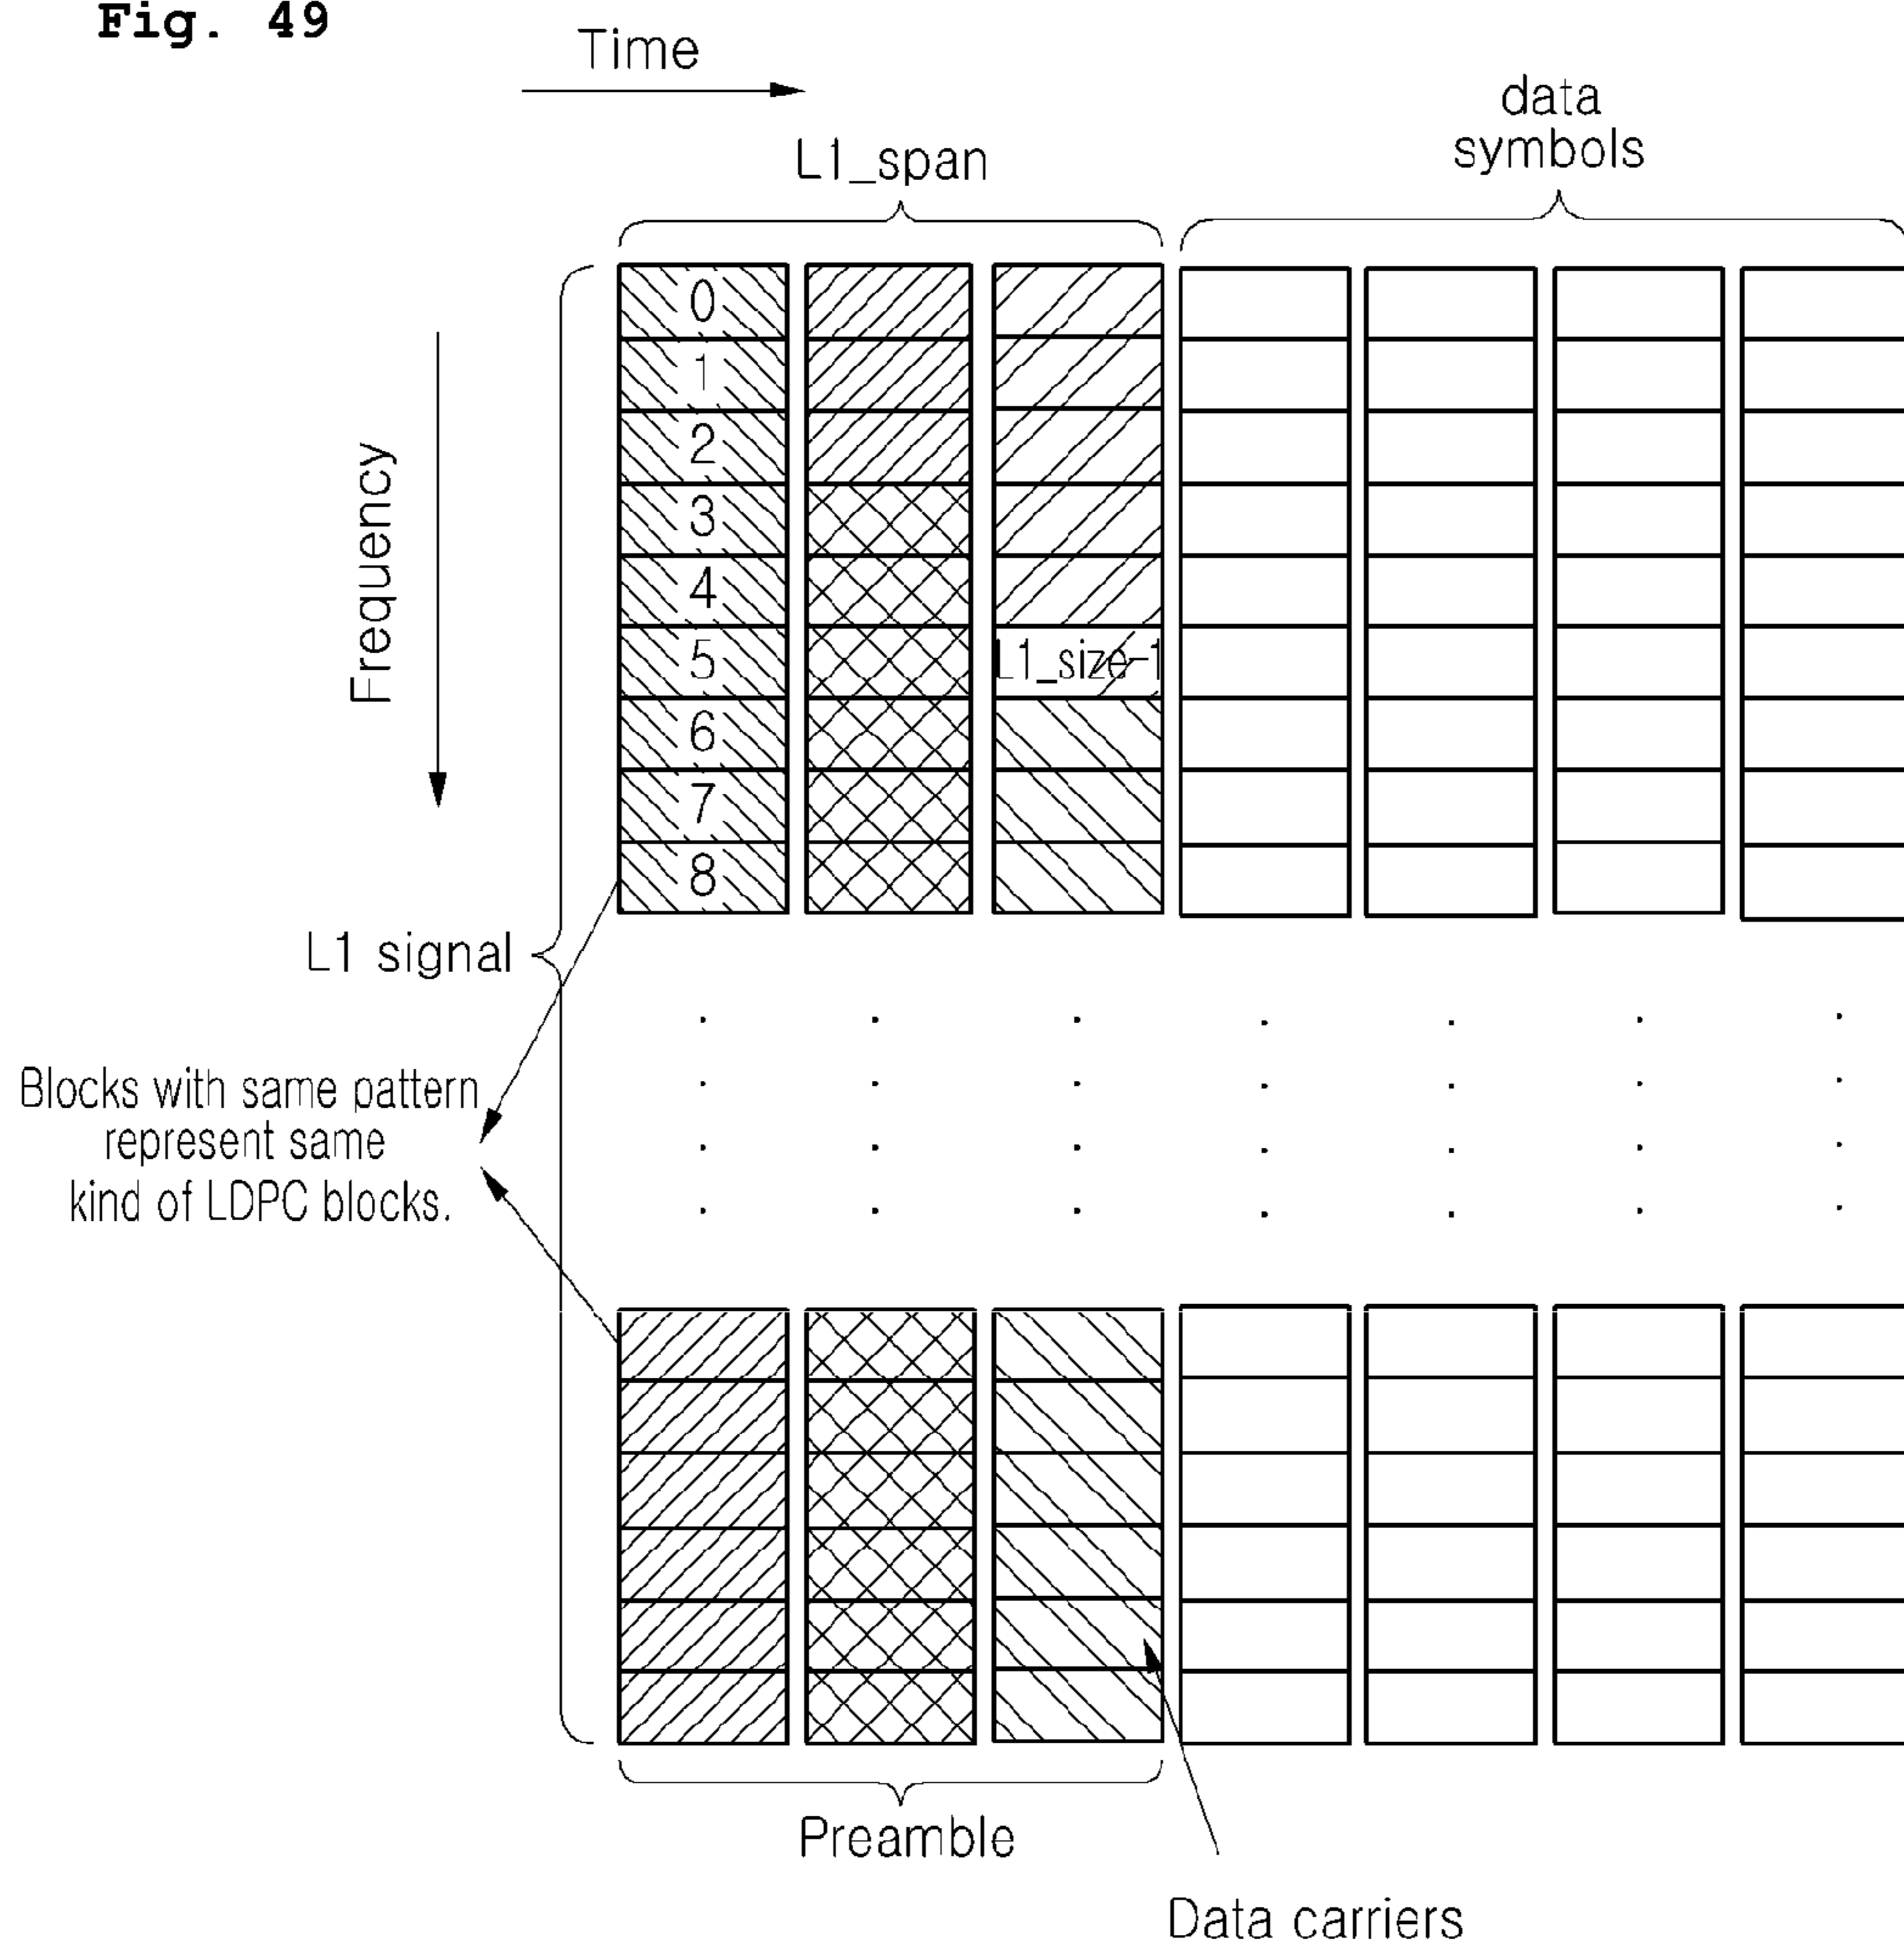 Fig. 49
Time
data
symbols
L1_span
0
1
2
3
4
5
L1_size-1
6
7
8
Frequency
L1 signal
Blocks with same pattern
represent same
kind of LDPC blocks.
Preamble
Data carriers